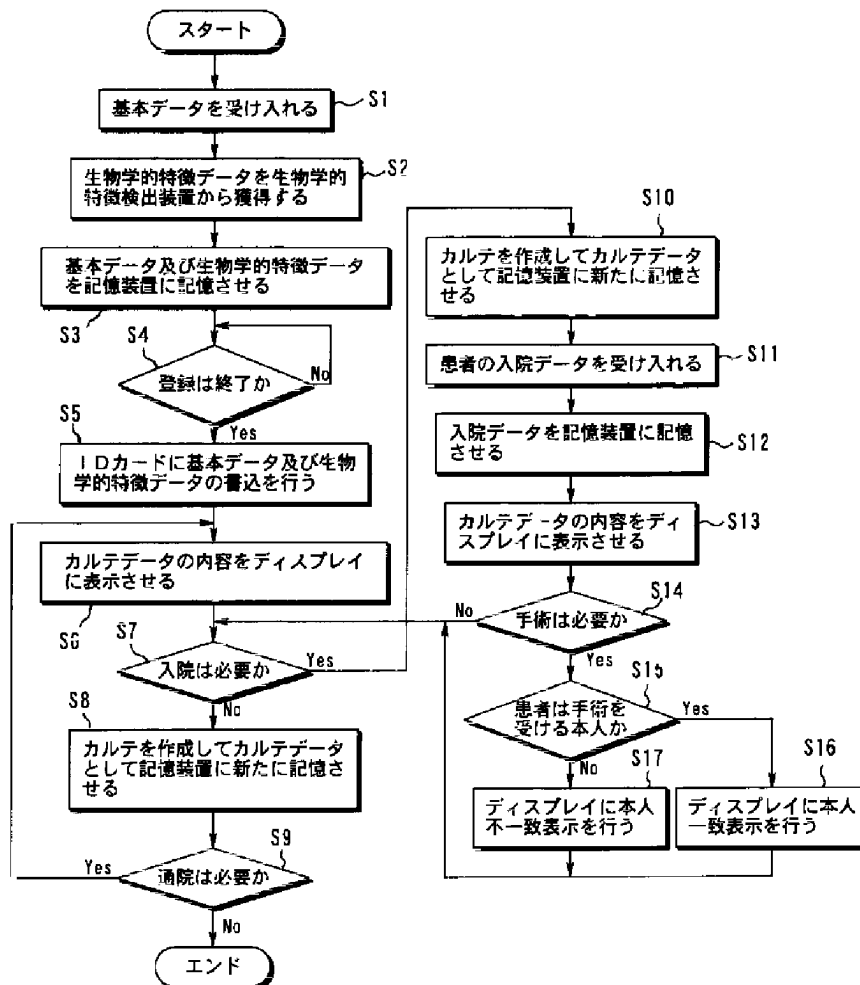 スタート
基本データを受け入れる
S1
生物学的特徴データを生物学的
特徴検出装置から獲得する
S2
基本データ及び生物学的特徴データ
を記憶装置に記憶させる
S3
S4
登録は終了か
No
Yes
S5
IDカードに基本データ及び生物
学的特徴データの書込を行う
カルテデータの内容をディスプレイ
に表示させる
S6
S7
入院は必要か
Yes
No
S8
カルテを作成してカルテデータ
として記憶装置に新たに記憶さ
せる
S9
通院は必要か
Yes
No
エンド
S10
カルテを作成してカルテデータ
として記憶装置に新たに記憶さ
せる
患者の入院データを受け入れる
S11
入院データを記憶装置に記憶
させる
S12
カルテデータの内容をディ
スプレイに表示させる
S13
手術は必要か
S14
No
Yes
患者は手術を
受ける本人か
S15
Yes
No
S17
ディスプレイに本人
不一致表示を行う
S16
ディスプレイに本人
一致表示を行う